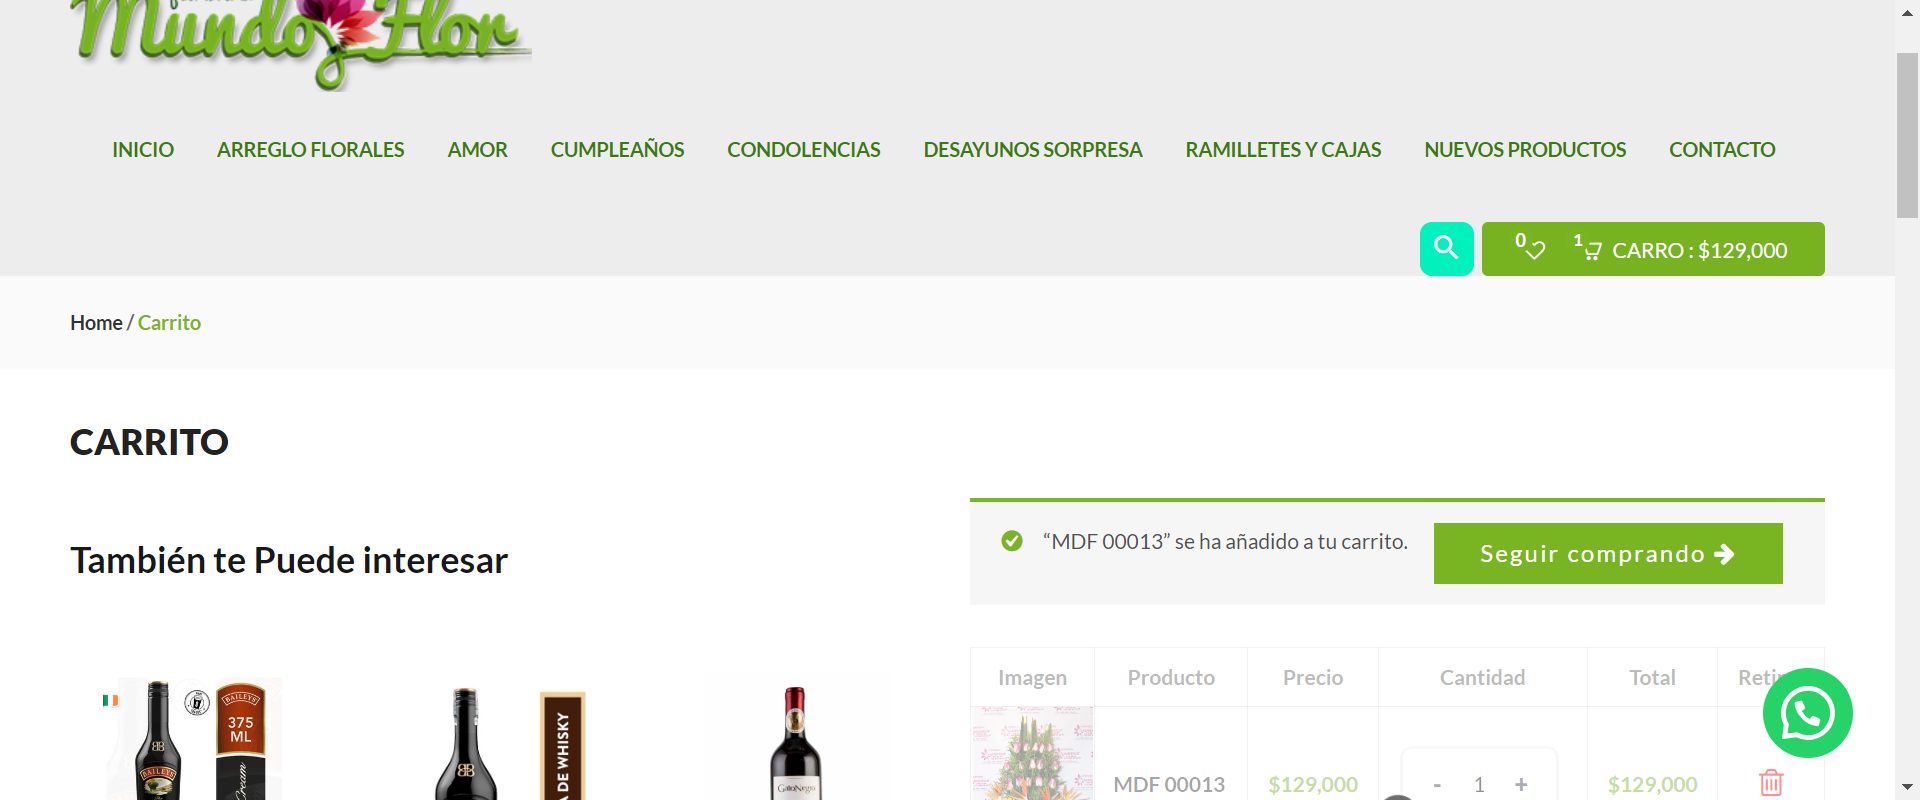 Mundo Flor
INICIO ARREGLO FLORALES AMOR CUMPLEAÑOS CONDOLENCIAS DESAYUNOS SORPRESA RAMILLETES Y CAJAS NUEVOS PRODUCTOS CONTACTO
0 1 CARRO : $129,000
Home / Carrito
CARRITO
“MDF 00013” se ha añadido a tu carrito. Seguir comprando
También te Puede interesar
Imagen Producto Precio Cantidad Total
MDF 00013 $129,000 - 1 + $129,000
BAILEYS
375
ML
BAILEYS
Cream
A DE WHISKY
GatoNegro